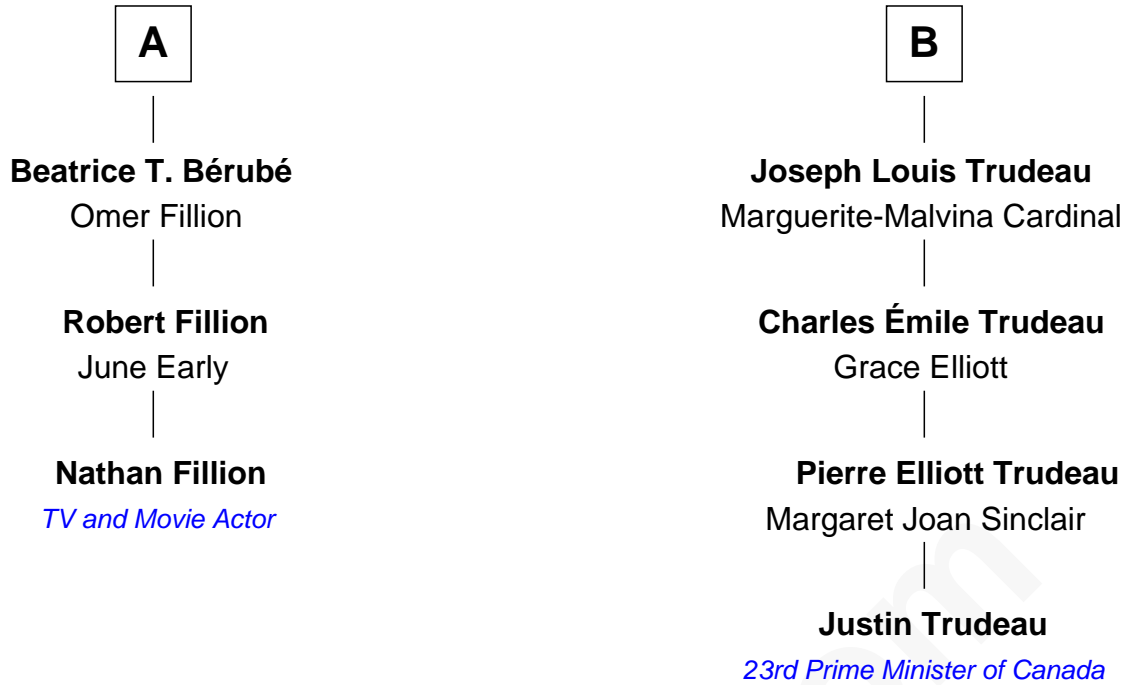 A
Beatrice T. Bérubé
Omer Fillion
Robert Fillion
June Early
Nathan Fillion
TV and Movie Actor
B
Joseph Louis Trudeau
Marguerite-Malvina Cardinal
Charles Émile Trudeau
Grace Elliott
Pierre Elliott Trudeau
Margaret Joan Sinclair
Justin Trudeau
23rd Prime Minister of Canada